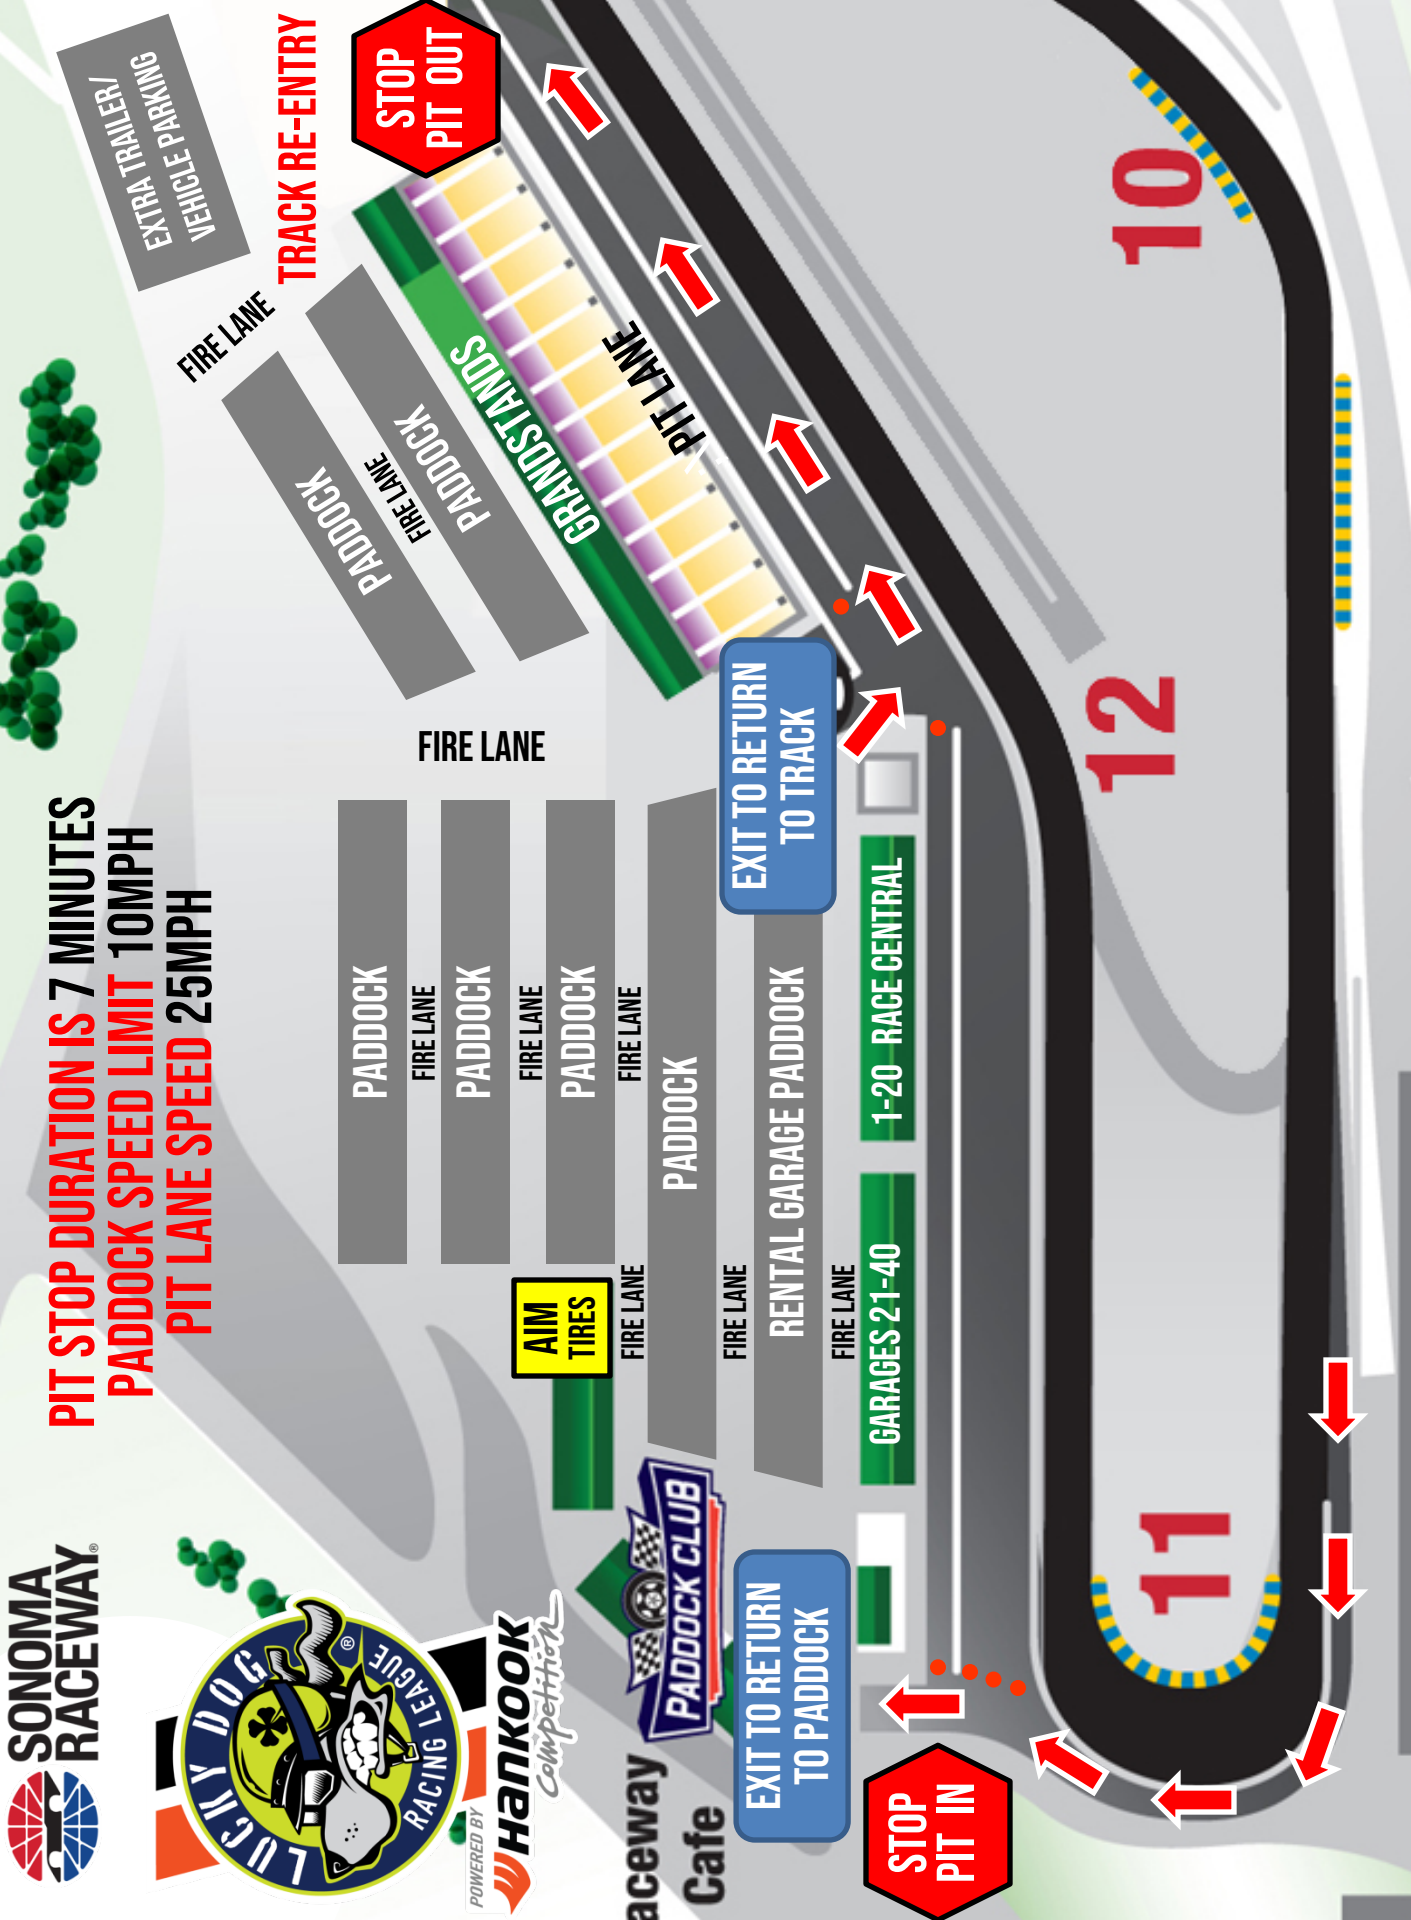 SONOMA
RACEWAY®
PIT STOP DURATION IS 7 MINUTES
PADDOCK SPEED LIMIT 10MPH
PIT LANE SPEED 25MPH
EXTRA TRAILER/
VEHICLE PARKING
TRACK RE-ENTRY
STOP
PIT OUT
FIRE LANE
PADDOCK
FIRE LANE
PADDOCK
GRANDSTANDS
PIT LANE
FIRE LANE
LUCKY DOG
®
RACING LEAGUE
POWERED BY
HANKOOK
Competition
PADDOCK
FIRE LANE
PADDOCK
FIRE LANE
PADDOCK
FIRE LANE
AIM
TIRES
FIRE LANE
PADDOCK
FIRE LANE
RENTAL GARAGE PADDOCK
FIRE LANE
GARAGES 21-40
1-20 RACE CENTRAL
EXIT TO RETURN
TO TRACK
PADDOCK CLUB
aceway
Cafe
EXIT TO RETURN
TO PADDOCK
STOP
PIT IN
10
12
11